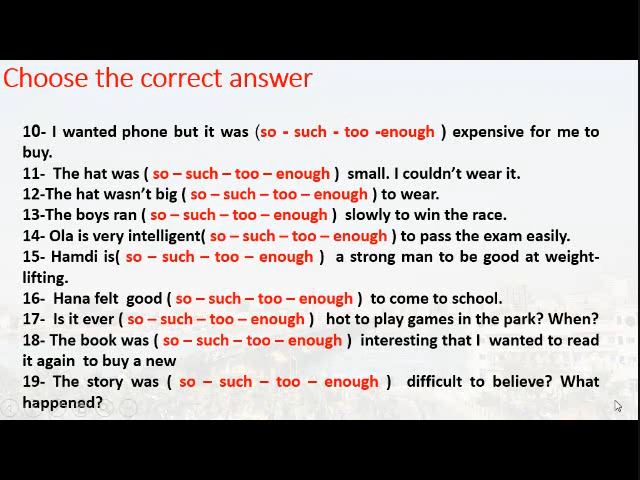 Choose the correct answer
10- I wanted phone but it was (so - such - too -enough ) expensive for me to
buy.
11- The hat was ( so – such – too – enough ) small. I couldn't wear it.
12-The hat wasn't big ( so – such – too – enough ) to wear.
13-The boys ran ( so – such – too – enough ) slowly to win the race.
14- Ola is very intelligent( so – such – too – enough ) to pass the exam easily.
15- Hamdi is( so – such – too – enough ) a strong man to be good at weight-
lifting.
16- Hana felt good ( so – such – too – enough ) to come to school.
17- Is it ever ( so – such – too – enough ) hot to play games in the park? When?
18- The book was ( so – such – too – enough ) interesting that I wanted to read
it again to buy a new
19- The story was ( so – such – too – enough ) difficult to believe? What
happened?